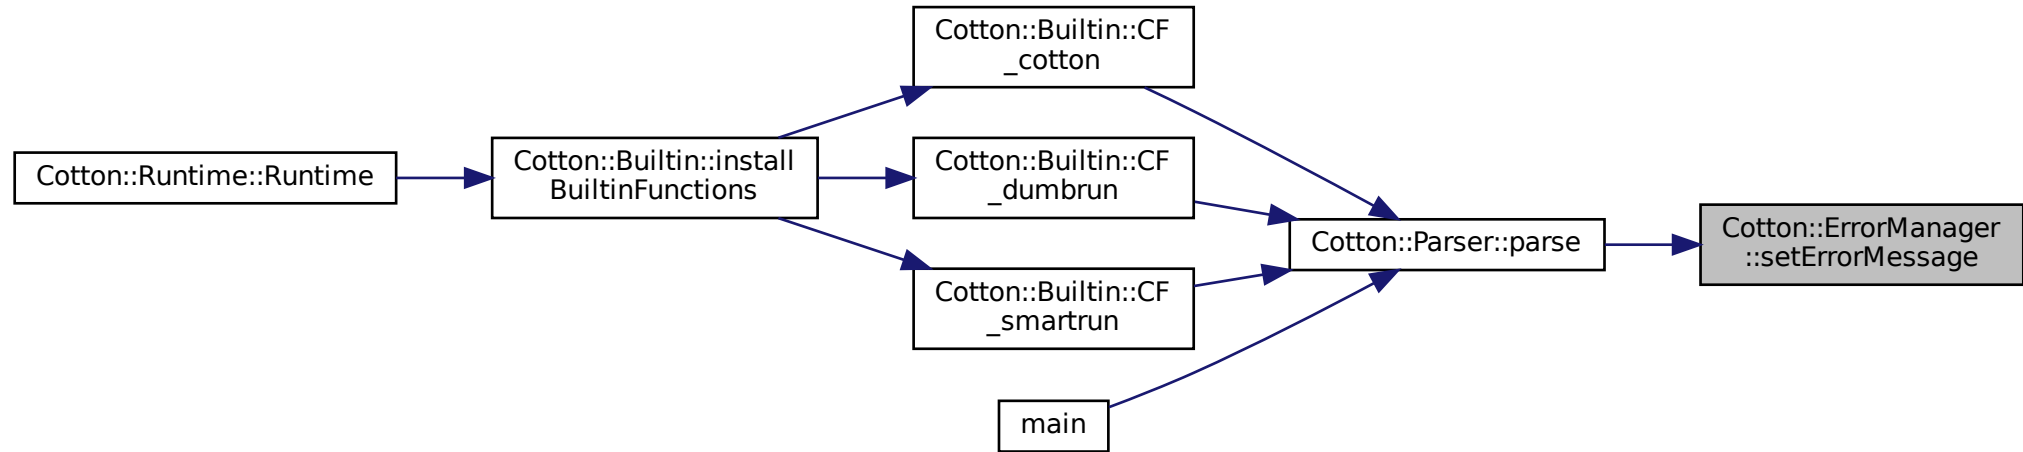 Cotton::Runtime::Runtime
Cotton::Builtin::install
BuiltinFunctions
Cotton::Builtin::CF
_cotton
Cotton::Builtin::CF
_dumbrun
Cotton::Builtin::CF
_smartrun
main
Cotton::Parser::parse
Cotton::ErrorManager
::setErrorMessage